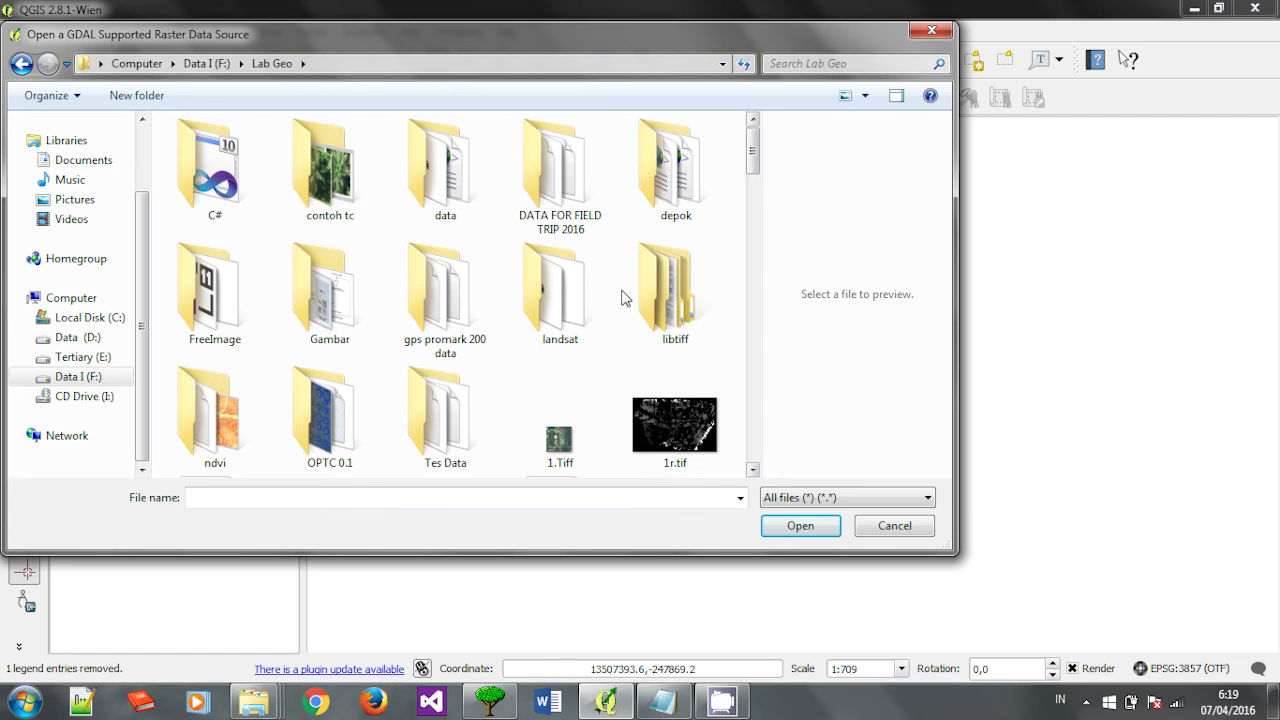 QGIS 2.8.1-Wien
Open a GDAL Supported Raster Data Source
Computer Data I (F:) Lab Geo
Search Lab Geo
Organize New folder
Libraries
Documents
Music
Pictures
Videos
Homegroup
Computer
Local Disk (C:)
Data (D:)
Tertiary (E:)
Data I (F:)
CD Drive (I:)
Network
10
C#
contoh tc
data
DATA FOR FIELD
TRIP 2016
depok
FreeImage
Gambar
gps promark 200
data
landsat
libtiff
ndvi
OPTC 0.1
Tes Data
1.Tiff
1r.tif
Select a file to preview.
File name:
All files (*) (*.*)
Open Cancel
1 legend entries removed.
There is a plugin update available
Coordinate:
13507393.6,-247869.2
Scale
1:709
Rotation:
0,0
Render
EPSG:3857 (OTF)
IN
6:19
07/04/2016